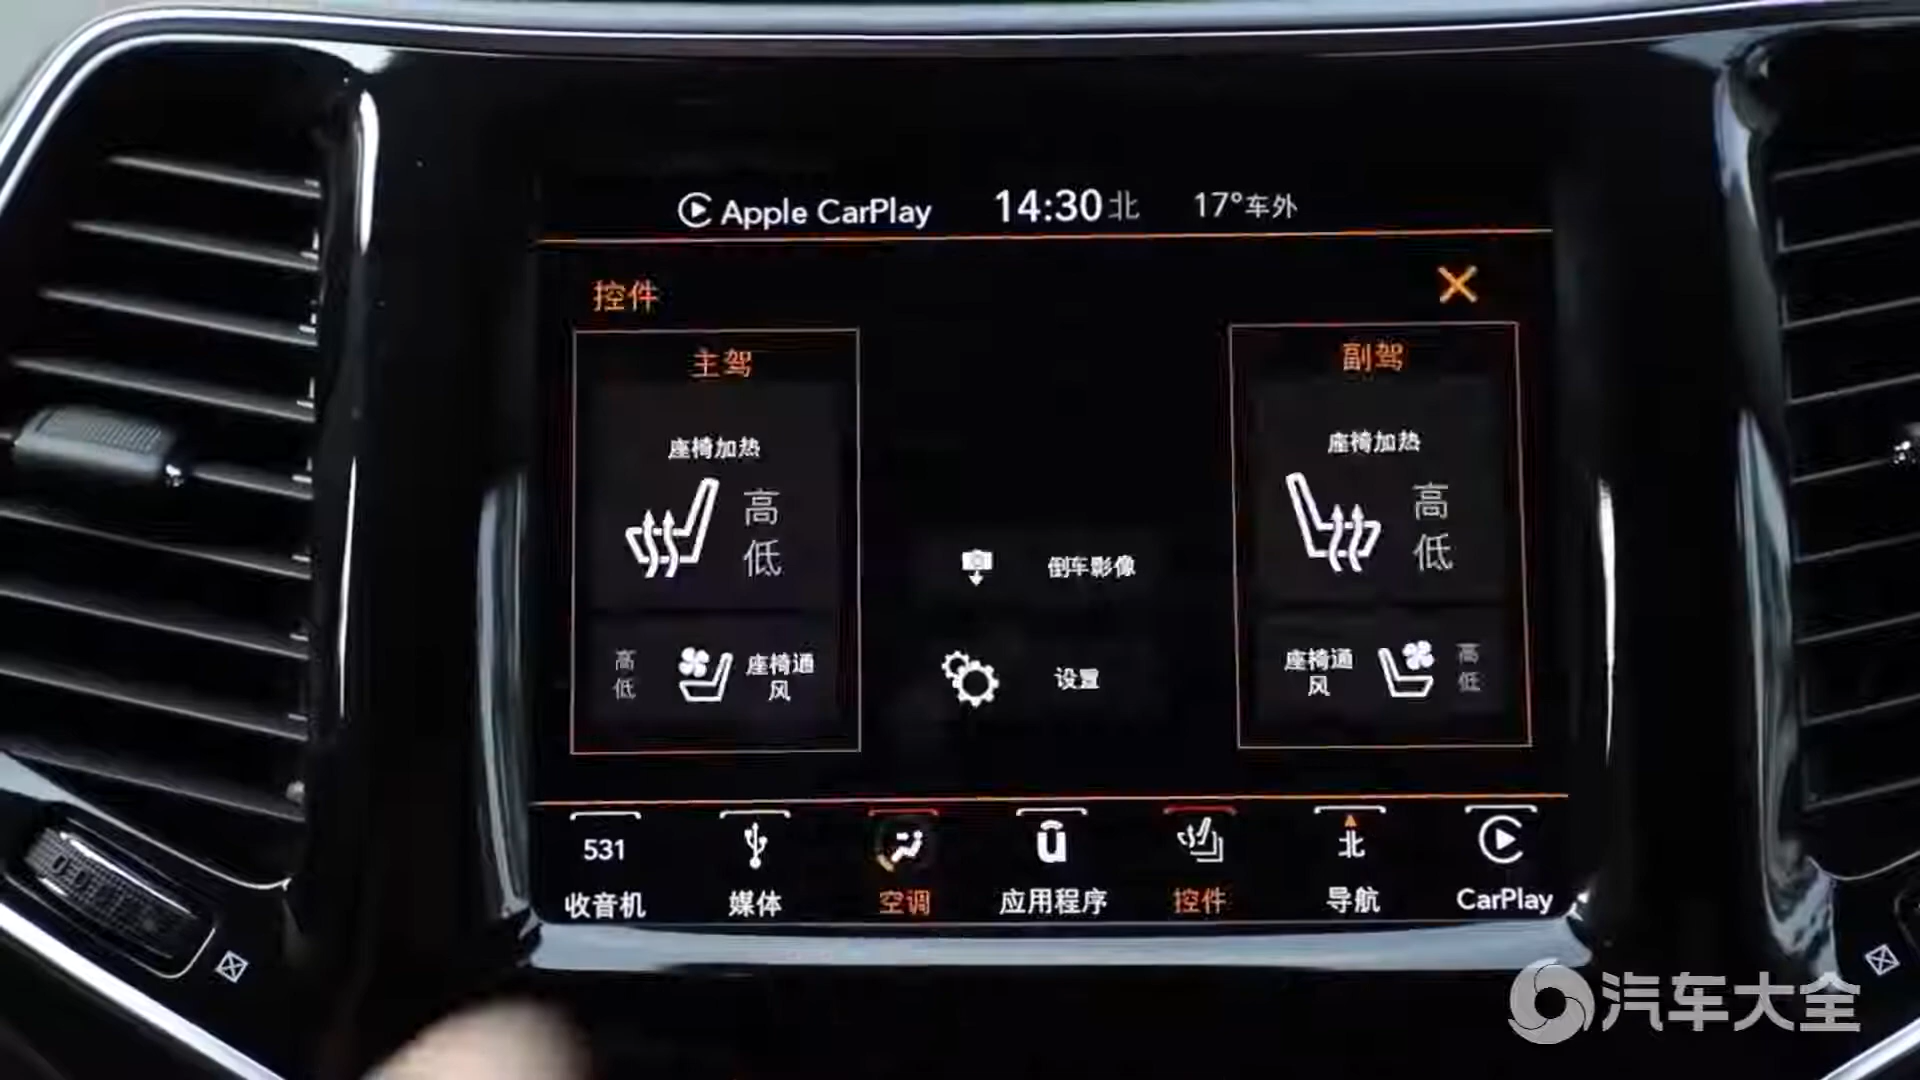 Apple CarPlay 14:30 北 17°车外
控件
主驾
座椅加热
高
低
高
低
座椅通
风
倒车影像
设置
副驾
座椅加热
高
低
座椅通
风
高
低
531
收音机
媒体
空调
ú
应用程序
控件
北
导航
CarPlay
汽车大全